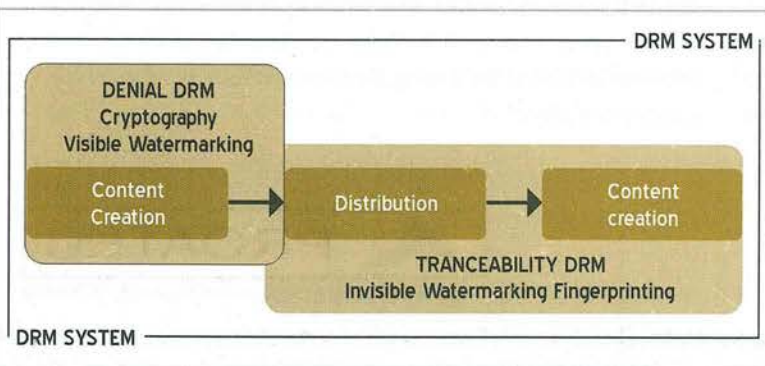 DRM SYSTEM
DENIAL DRM
Cryptography
Visible Watermarking
Content
Creation
Distribution
Content
creation
TRANCEABILITY DRM
Invisible Watermarking Fingerprinting
DRM SYSTEM